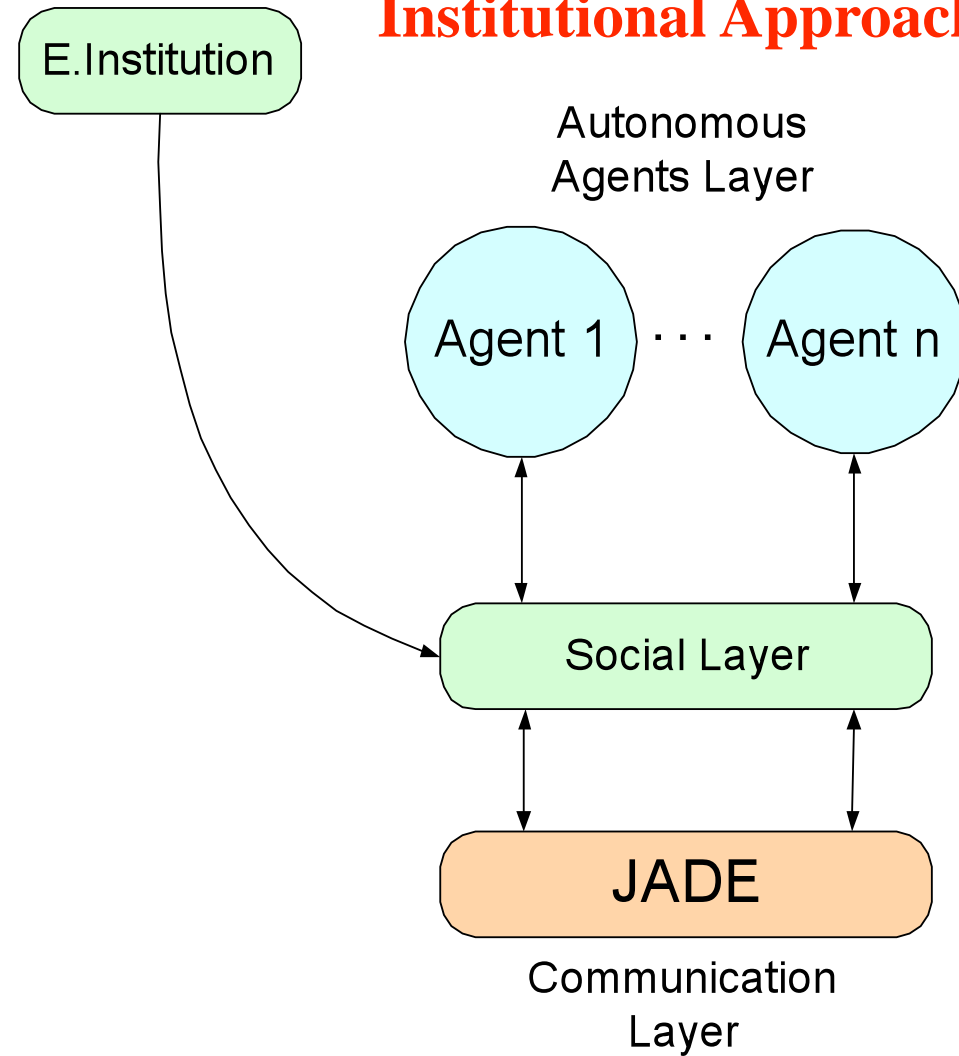 Institutional Approach
E.Institution
Autonomous
Agents Layer
Agent 1 . . . Agent n
Social Layer
JADE
Communication
Layer